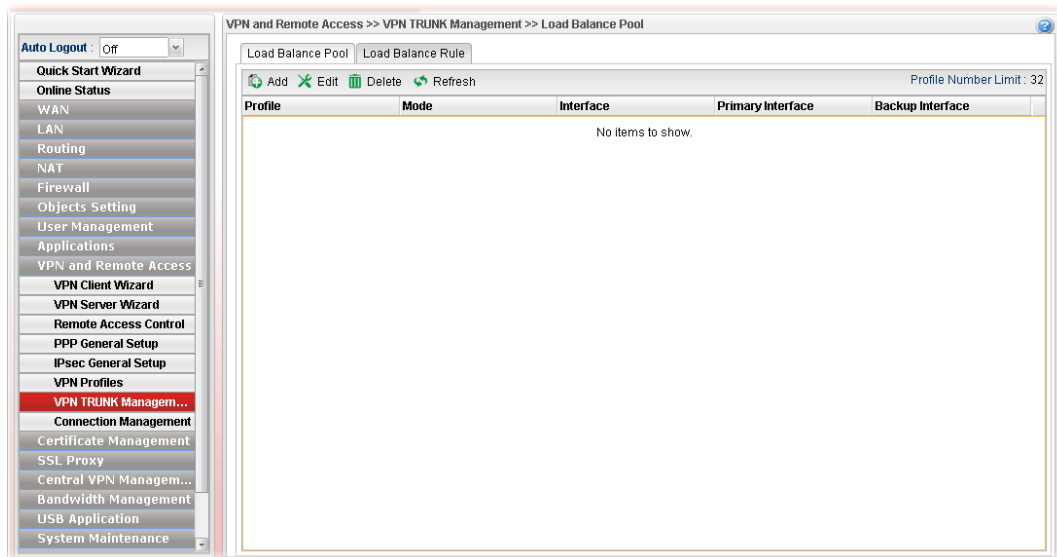 VPN and Remote Access >> VPN TRUNK Management >> Load Balance Pool
Auto Logout : Off
Quick Start Wizard
Online Status
WAN
LAN
Routing
NAT
Firewall
Objects Setting
User Management
Applications
VPN and Remote Access
VPN Client Wizard
VPN Server Wizard
Remote Access Control
PPP General Setup
IPsec General Setup
VPN Profiles
VPN TRUNK Managem...
Connection Management
Certificate Management
SSL Proxy
Central VPN Managem...
Bandwidth Management
USB Application
System Maintenance
Load Balance Pool Load Balance Rule
Add Edit Delete Refresh Profile Number Limit : 32
Profile Mode Interface Primary Interface Backup Interface
No items to show.